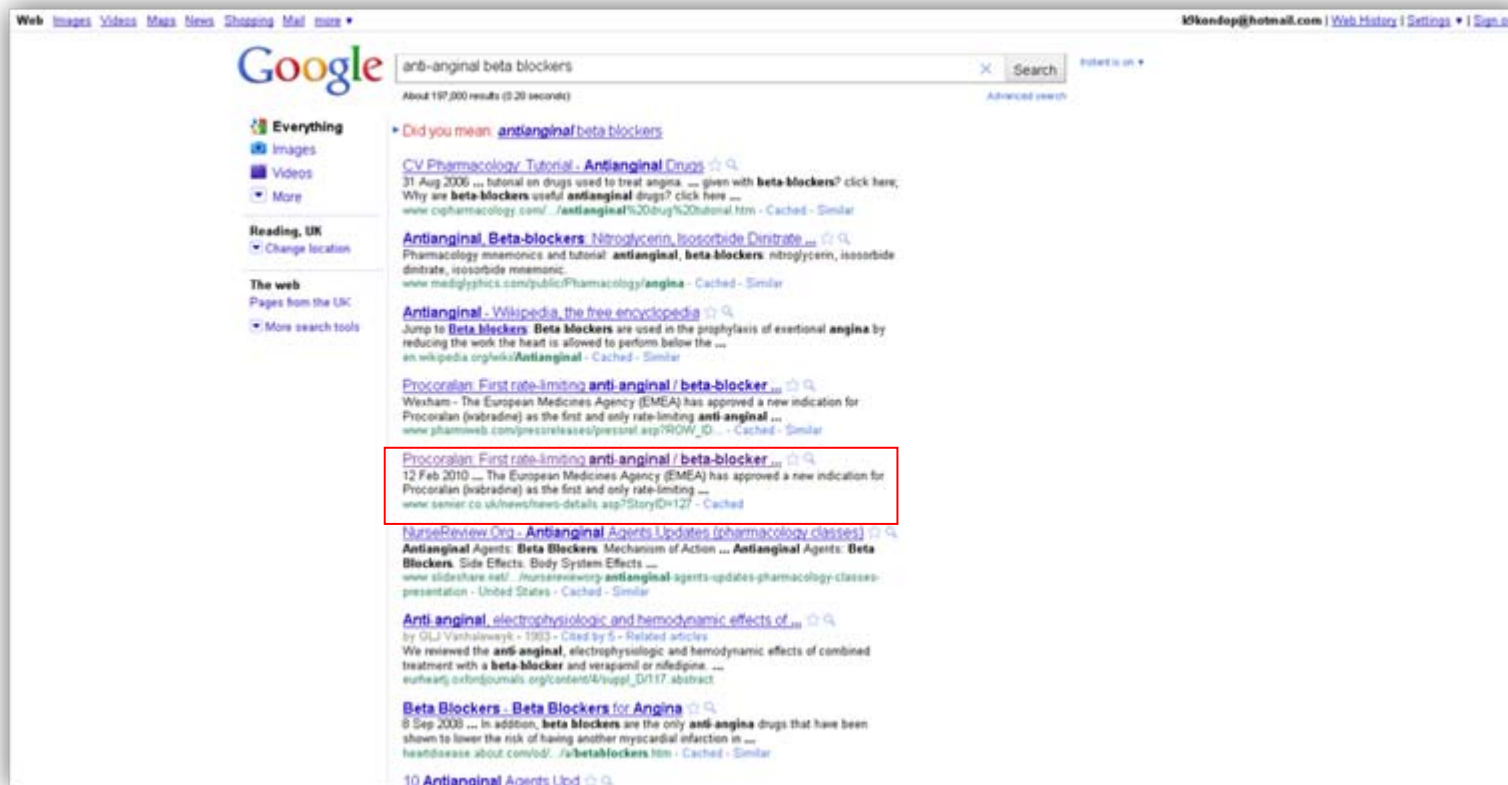 Web Images Videos Maps News Shopping Mail more ▼
k9kondop@hotmail.com | Web History | Settings ▼ | Sign o
Google
anti-anginal beta blockers
× Search
Instant is on ▼
About 197,000 results (0.20 seconds)
Advanced search
Everything
Images
Videos
More
Reading, UK
Change location
The web
Pages from the UK
More search tools
Did you mean: antianginal beta blockers
CV Pharmacology: Tutorial - Antianginal Drugs
31 Aug 2006 ... tutorial on drugs used to treat angina. ... given with beta-blockers? click here;
Why are beta-blockers useful antianginal drugs? click here ...
www.cvpharmacology.com/.../antianginal%20drug%20tutorial.htm - Cached - Similar
Antianginal, Beta-blockers: Nitroglycerin, Isosorbide Dinitrate ...
Pharmacology mnemonics and tutorial: antianginal, beta-blockers: nitroglycerin, isosorbide
dinitrate, isosorbide mnemonic.
www.mediglyphics.com/public/Pharmacology/angina - Cached - Similar
Antianginal - Wikipedia, the free encyclopedia
Jump to Beta blockers: Beta blockers are used in the prophylaxis of exertional angina by
reducing the work the heart is allowed to perform below the ...
en.wikipedia.org/wiki/Antianginal - Cached - Similar
Procoralan: First rate-limiting anti-anginal / beta-blocker ...
Wexham - The European Medicines Agency (EMEA) has approved a new indication for
Procoralan (ivabradine) as the first and only rate-limiting anti-anginal ...
www.pharmiweb.com/pressreleases/pressrel.asp?ROW_ID... - Cached - Similar
Procoralan: First rate-limiting anti-anginal / beta-blocker ...
12 Feb 2010 ... The European Medicines Agency (EMEA) has approved a new indication for
Procoralan (ivabradine) as the first and only rate-limiting ...
www.servier.co.uk/news/news-details.asp?StoryID=127 - Cached
NurseReview.Org - Antianginal Agents Updates (pharmacology classes)
Antianginal Agents: Beta Blockers. Mechanism of Action ... Antianginal Agents: Beta
Blockers. Side Effects. Body System Effects ...
www.slideshare.net/.../nursereviewporg-antianginal-agents-updates-pharmacology-classes-
presentation - United States - Cached - Similar
Anti-anginal, electrophysiologic and hemodynamic effects of ...
by GLJ - 1983 - Cited by 5 - Related articles
We reviewed the anti-anginal, electrophysiologic and hemodynamic effects of combined
treatment with a beta-blocker and verapamil or nifedipine. ...
eurheartj.oxfordjournals.org/content/4/suppl_D/117.abstract
Beta Blockers - Beta Blockers for Angina
8 Sep 2008 ... In addition, beta blockers are the only anti-angina drugs that have been
shown to lower the risk of having another myocardial infarction in ...
heartdisease.about.com/od/.../a/betablockers.htm - Cached - Similar
10 Antianginal Agents Upd